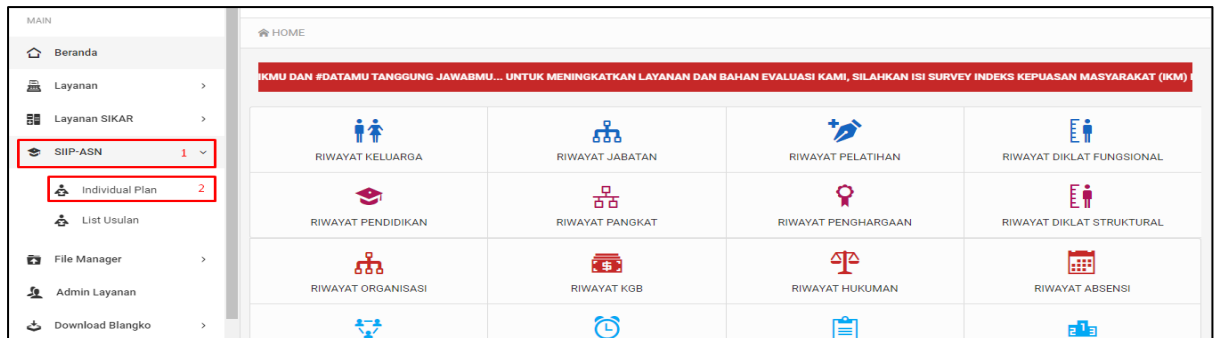 MAIN
Beranda
Layanan
Layanan SIKAR
SIIP-ASN 1
Individual Plan 2
List Usulan
File Manager
Admin Layanan
Download Blangko
HOME
IKMU DAN #DATAMU TANGGUNG JAWABMU... UNTUK MENINGKATKAN LAYANAN DAN BAHAN EVALUASI KAMI, SILAHKAN ISI SURVEY INDEKS KEPUASAN MASYARAKAT (IKM)
RIWAYAT KELUARGA RIWAYAT JABATAN RIWAYAT PELATIHAN RIWAYAT DIKLAT FUNGSIONAL
RIWAYAT PENDIDIKAN RIWAYAT PANGKAT RIWAYAT PENGHARGAAN RIWAYAT DIKLAT STRUKTURAL
RIWAYAT ORGANISASI RIWAYAT KGB RIWAYAT HUKUMAN RIWAYAT ABSENSI